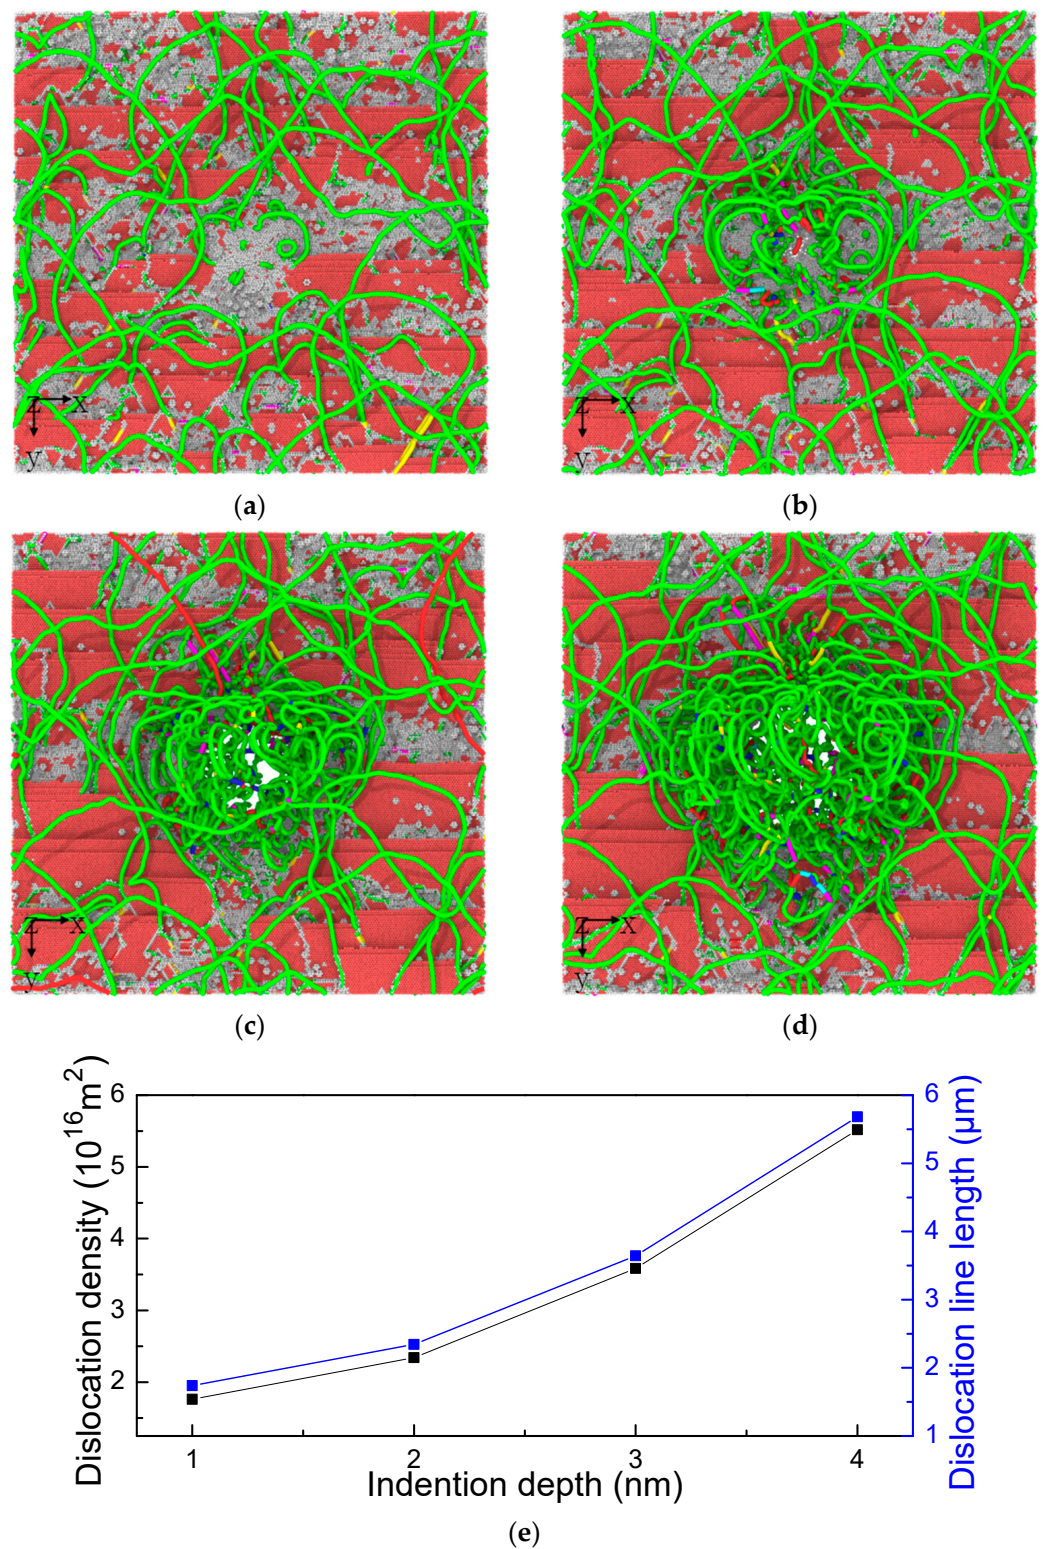 z x
y
(a)
z x
y
(b)
z x
y
(c)
z x
y
(d)
Dislocation density (10^16 m^2)
6
5
4
3
2
6
5
4
3
2
1
Dislocation line length (μm)
1 2 3 4
Indention depth (nm)
(e)